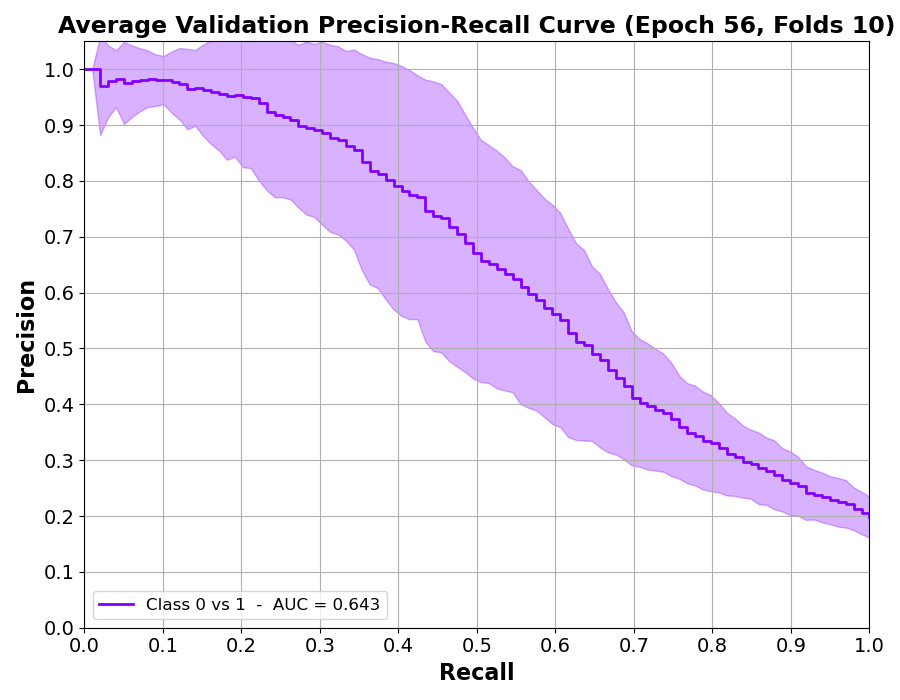 Average Validation Precision-Recall Curve (Epoch 56, Folds 10)
Precision
1.0
0.9
0.8
0.7
0.6
0.5
0.4
0.3
0.2
0.1
0.0
Class 0 vs 1  -  AUC = 0.643
0.0 0.1 0.2 0.3 0.4 0.5 0.6 0.7 0.8 0.9 1.0
Recall